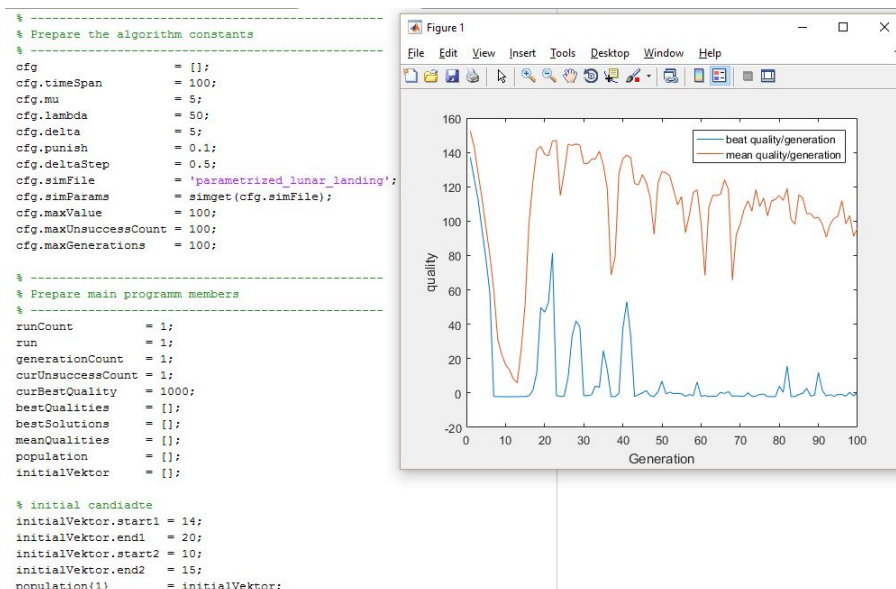 % -------------------------------------------------
% Prepare the algorithm constants
% -------------------------------------------------
cfg = [];
cfg.timeSpan = 100;
cfg.mu = 5;
cfg.lambda = 50;
cfg.delta = 5;
cfg.punish = 0.1;
cfg.deltaStep = 0.5;
cfg.simFile = 'parametrized_lunar_landing';
cfg.simParams = simget(cfg.simFile);
cfg.maxValue = 100;
cfg.maxUnsuccessCount = 100;
cfg.maxGenerations = 100;
% -------------------------------------------------
% Prepare main programm members
% -------------------------------------------------
runCount = 1;
run = 1;
generationCount = 1;
curUnsuccessCount = 1;
curBestQuality = 1000;
bestQualities = [];
bestSolutions = [];
meanQualities = [];
population = [];
initialVektor = [];
% initial candiadte
initialVektor.start1 = 14;
initialVektor.end1 = 20;
initialVektor.start2 = 10;
initialVektor.end2 = 15;
population{1} = initialVektor;
Figure 1
File Edit View Insert Tools Desktop Window Help
160
140
120
100
80
60
40
20
0
-20
quality
beat quality/generation
mean quality/generation
0 10 20 30 40 50 60 70 80 90 100
Generation